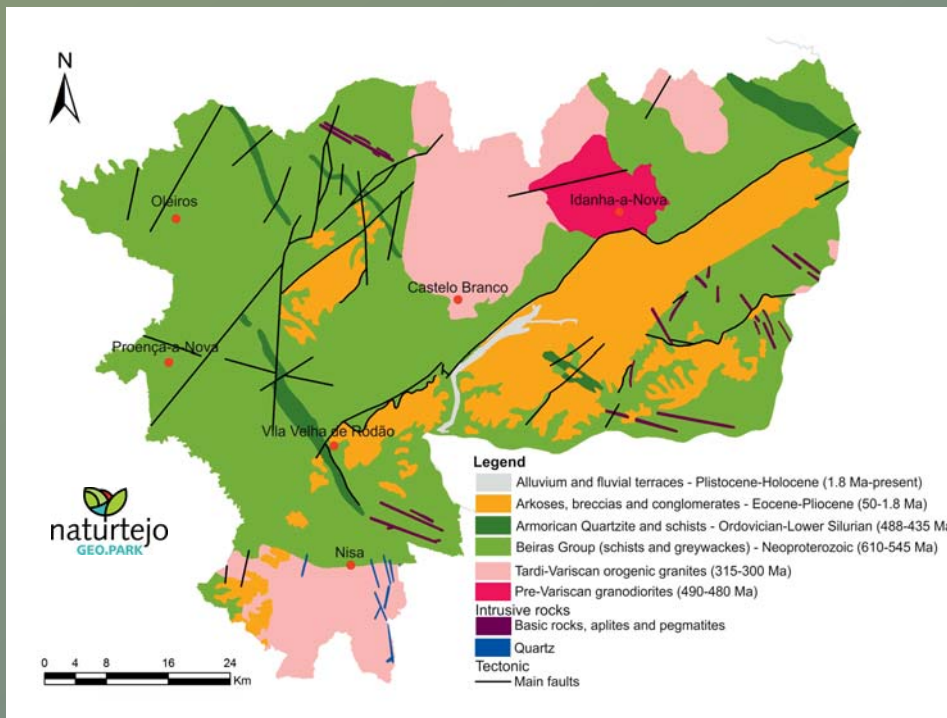 N
Oleiros
Idanha-a-Nova
Castelo Branco
Proença-a-Nova
Vila Velha de Rodão
Nisa
naturtejo
GEO.PARK
0 4 8 16 24
Km
Legend
Alluvium and fluvial terraces - Plistocene-Holocene (1.8 Ma-present)
Arkoses, breccias and conglomerates - Eocene-Pliocene (50-1.8 Ma)
Armorican Quartzite and schists - Ordovician-Lower Silurian (488-435 Ma
Beiras Group (schists and greywackes) - Neoproterozoic (610-545 Ma)
Tardi-Variscan orogenic granites (315-300 Ma)
Pre-Variscan granodiorites (490-480 Ma)
Intrusive rocks
Basic rocks, aplites and pegmatites
Quartz
Tectonic
Main faults